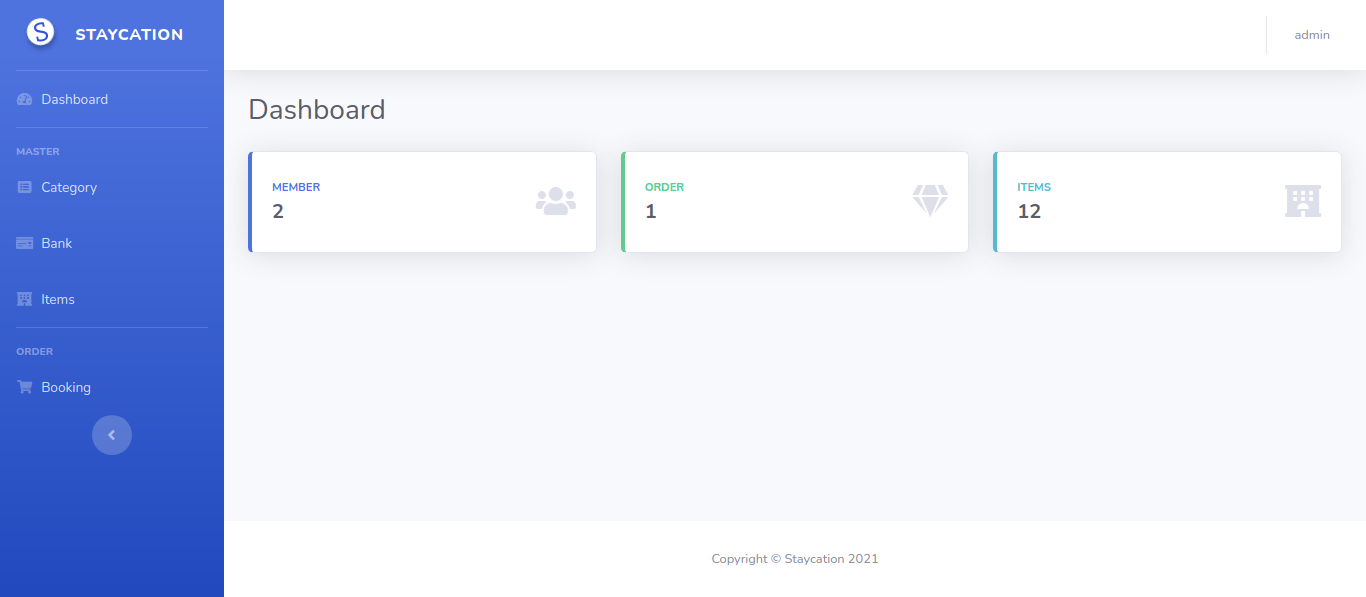 S STAYCATION
admin
Dashboard
MASTER
Category
Bank
Items
ORDER
Booking
Dashboard
MEMBER
2
ORDER
1
ITEMS
12
Copyright © Staycation 2021